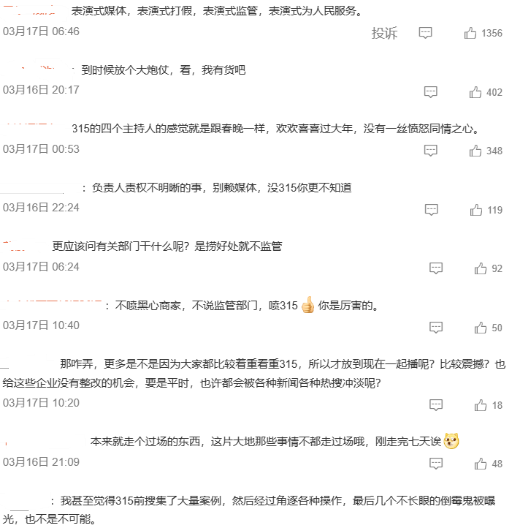 表演式媒体，表演式打假，表演式监管，表演式为人民服务。
03月17日 06:46 投诉 1356
到时候放个大炮仗，看，我有货吧
03月16日 20:17 402
315的四个主持人的感觉就是跟春晚一样，欢欢喜喜过大年，没有一丝愤怒同情之心。
03月17日 00:53 348
：负责人责权不明晰的事，别赖媒体，没315你更不知道
03月16日 22:24 119
更应该问有关部门干什么呢？是捞好处就不监管
03月17日 06:24 92
：不喷黑心商家，不说监管部门，喷315👍你是厉害的。
03月17日 10:40 50
那咋弄，更多是不是因为大家都比较着重看重315，所以才放到现在一起播呢？比较震撼？也
给这些企业没有整改的机会，要是平时，也许都会被各种新闻各种热搜冲淡呢？
03月17日 10:20 18
本来就走个过场的东西，这片大地那些事情不都走过场哦，刚走完七天诶
03月16日 21:09 48
：我甚至觉得315前搜集了大量案例，然后经过角逐各种操作，最后几个不长眼的倒霉鬼被曝
光，也不是不可能。